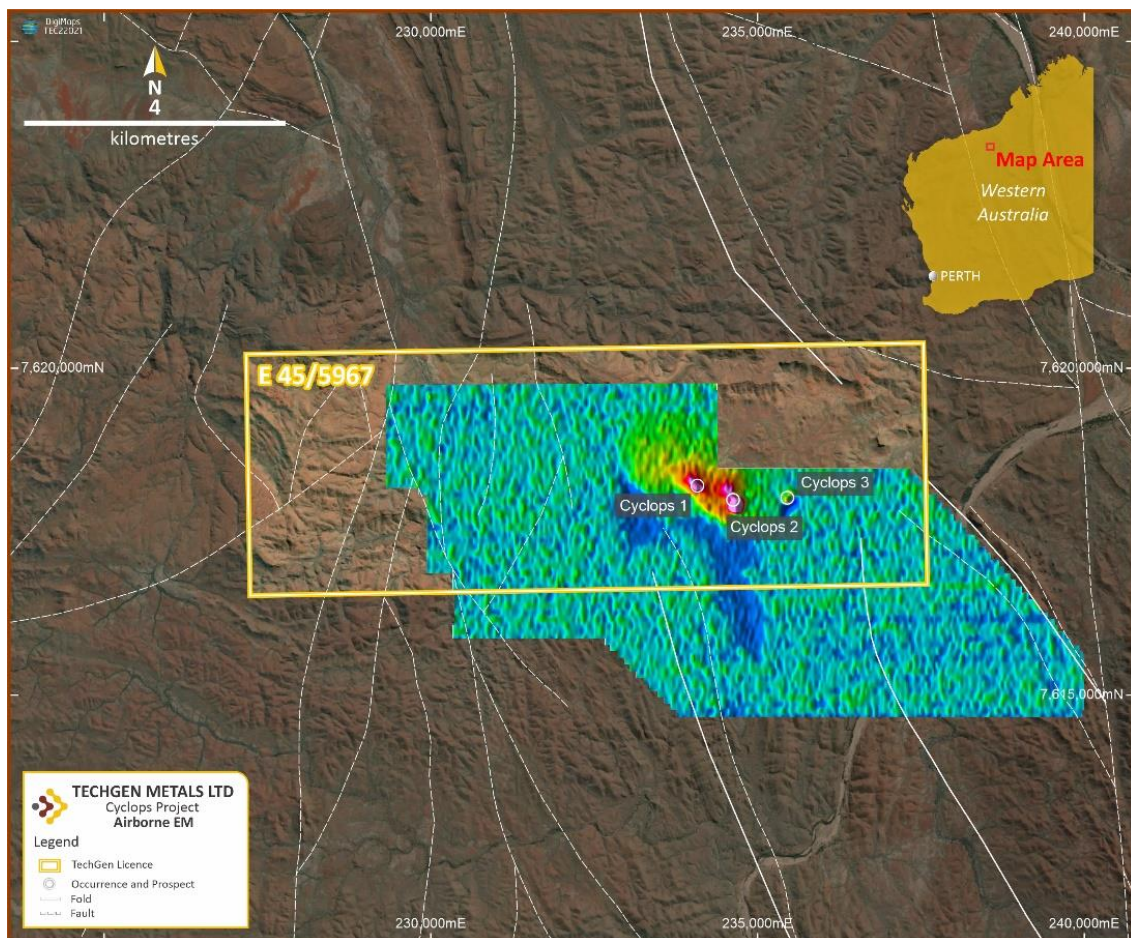 DigiMaps
TEC22021
230,000mE
235,000mE
240,000mE
N
4
kilometres
Map Area
Western
Australia
PERTH
7,620,000mN
7,620,000mN
E 45/5967
Cyclops 1
Cyclops 2
Cyclops 3
7,615,000mN
TECHGEN METALS LTD
Cyclops Project
Airborne EM
Legend
TechGen Licence
Occurrence and Prospect
Fold
Fault
230,000mE
235,000mE
240,000mE